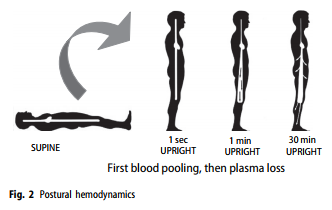 SUPINE
1 sec
UPRIGHT
1 min
UPRIGHT
30 min
UPRIGHT
First blood pooling, then plasma loss
Fig. 2 Postural hemodynamics